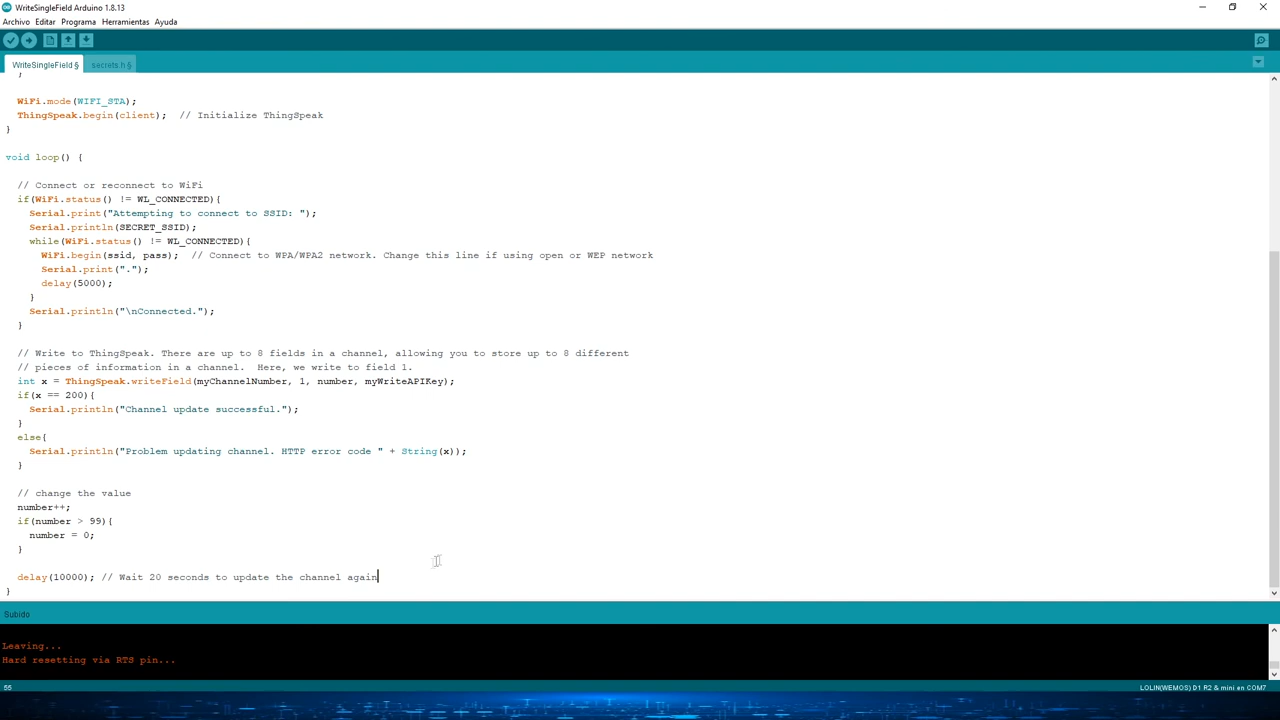 WriteSingleField Arduino 1.8.13
Archivo Editar Programa Herramientas Ayuda
WriteSingleField § secrets.h §
WiFi.mode(WIFI_STA);
ThingSpeak.begin(client);  // Initialize ThingSpeak
}
void loop() {
// Connect or reconnect to WiFi
if(WiFi.status() != WL_CONNECTED){
Serial.print("Attempting to connect to SSID: ");
Serial.println(SECRET_SSID);
while(WiFi.status() != WL_CONNECTED){
WiFi.begin(ssid, pass);  // Connect to WPA/WPA2 network. Change this line if using open or WEP network
Serial.print(".");
delay(5000);
}
Serial.println("\nConnected.");
}
// Write to ThingSpeak. There are up to 8 fields in a channel, allowing you to store up to 8 different
// pieces of information in a channel.  Here, we write to field 1.
int x = ThingSpeak.writeField(myChannelNumber, 1, number, myWriteAPIKey);
if(x == 200){
Serial.println("Channel update successful.");
}
else{
Serial.println("Problem updating channel. HTTP error code " + String(x));
}
// change the value
number++;
if(number > 99){
number = 0;
}
delay(10000); // Wait 20 seconds to update the channel again
}
Subido
Leaving...
Hard resetting via RTS pin...
55 LOLIN(WEMOS) D1 R2 & mini en COM7